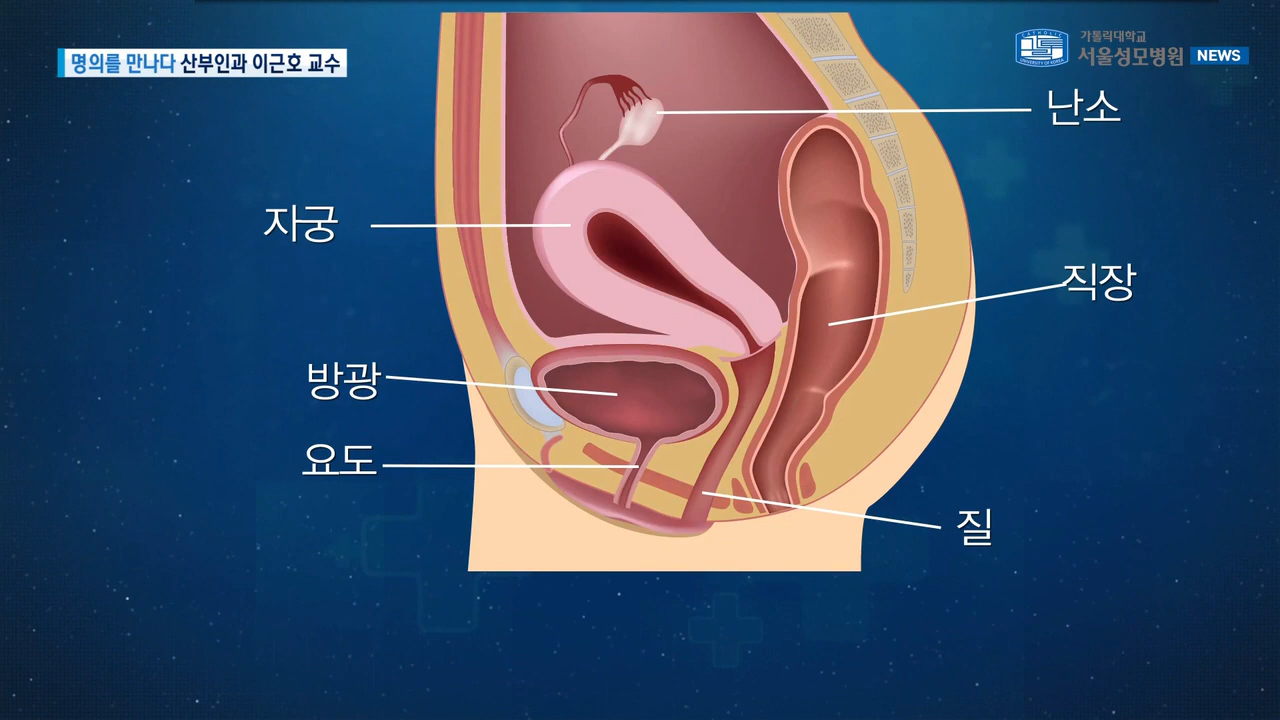 명의를 만나다 산부인과 이근호 교수
가톨릭대학교
서울성모병원 NEWS
난소
자궁
직장
방광
요도
질